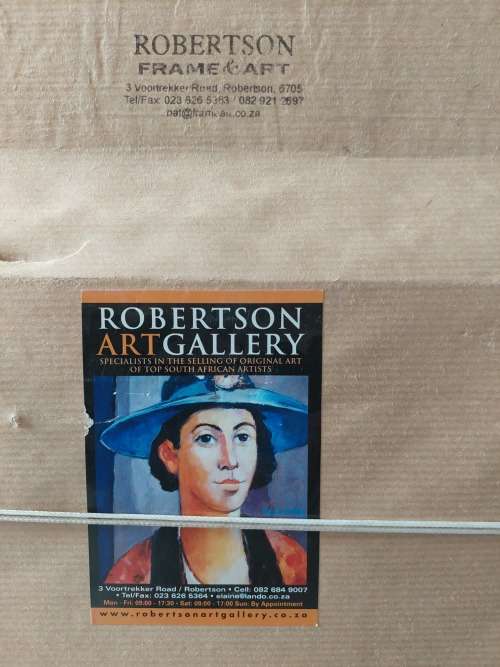 ROBERTSON
FRAME & ART
3 Voortrekker Road, Robertson, 6705
Tel/Fax: 023 626 5363 / 082 921 2697
ROBERTSON
ARTGALLERY
SPECIALISTS IN THE SELLING OF ORIGINAL ART
OF TOP SOUTH AFRICAN ARTISTS
3 Voortrekker Road / Robertson • Cell: 082 684 9007
• Tel/Fax: 023 626 5364 • elaine@lando.co.za
Mon - Fri: 09:00 - 17:30 - Sat: 09:00 - 17:00 Sun: By Appointment
www.robertsonartgallery.co.za